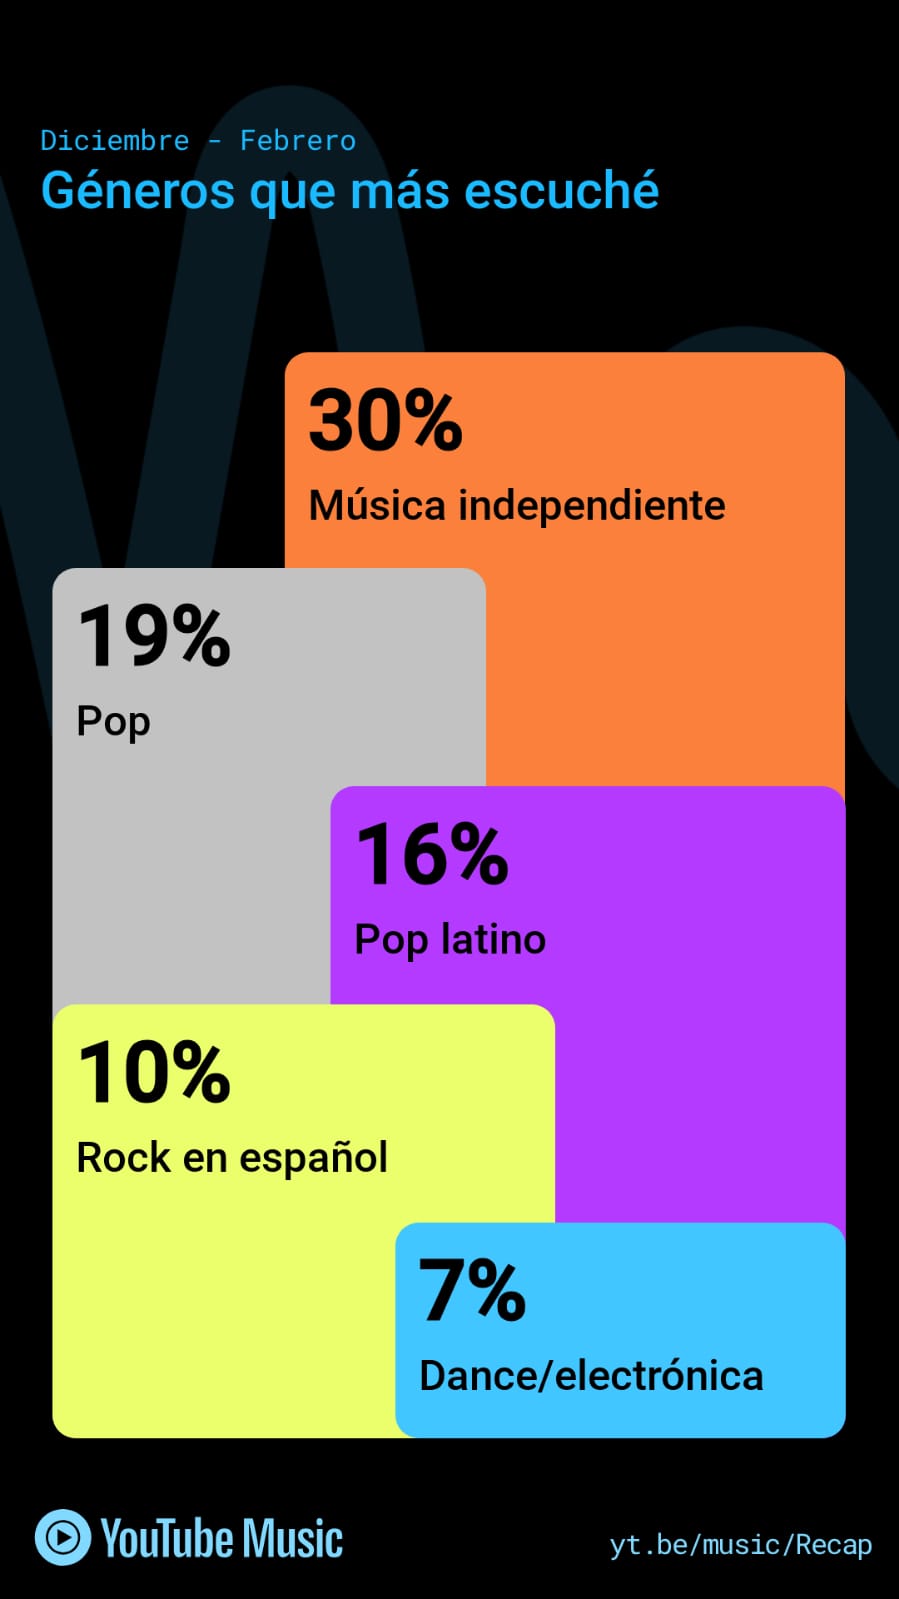 Diciembre - Febrero
Géneros que más escuché
30%
Música independiente
19%
Pop
16%
Pop latino
10%
Rock en español
7%
Dance/electrónica
YouTube Music
yt.be/music/Recap